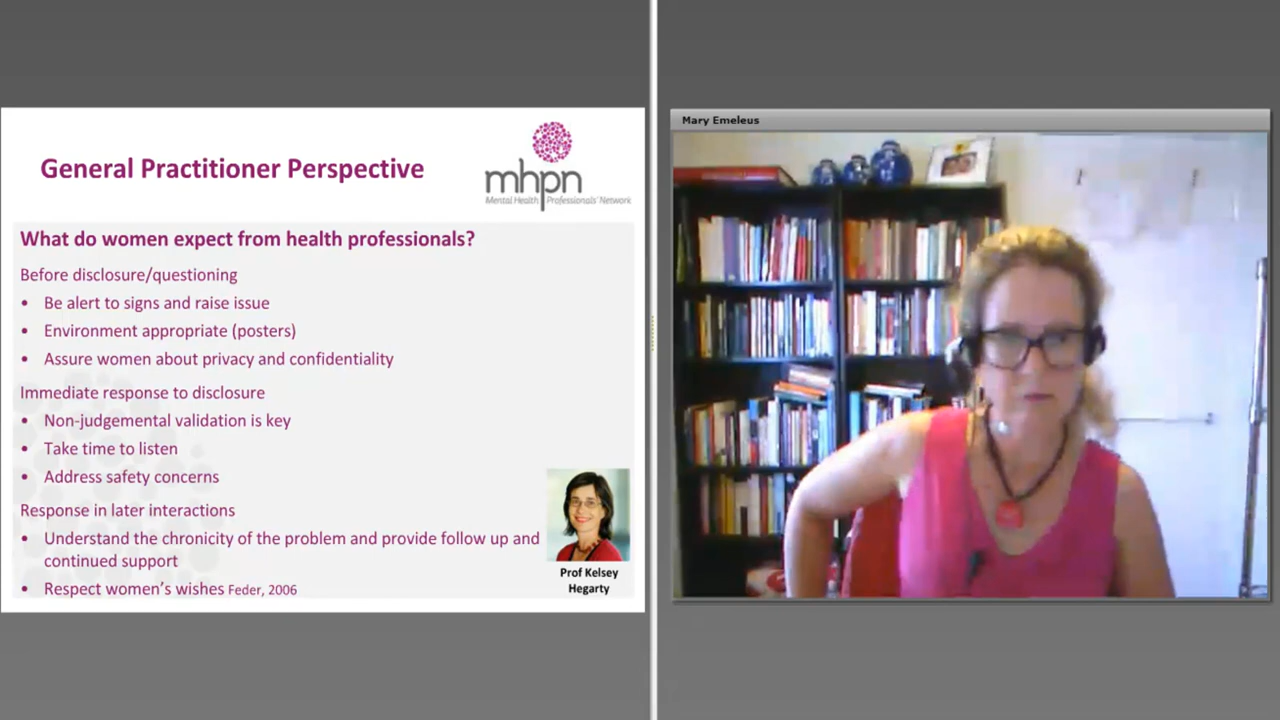 General Practitioner Perspective
mhpn
Mental Health Professionals' Network
What do women expect from health professionals?
Before disclosure/questioning
• Be alert to signs and raise issue
• Environment appropriate (posters)
• Assure women about privacy and confidentiality
Immediate response to disclosure
• Non-judgemental validation is key
• Take time to listen
• Address safety concerns
Response in later interactions
• Understand the chronicity of the problem and provide follow up and
continued support
• Respect women's wishes Feder, 2006
Prof Kelsey
Hegarty
Mary Emeleus